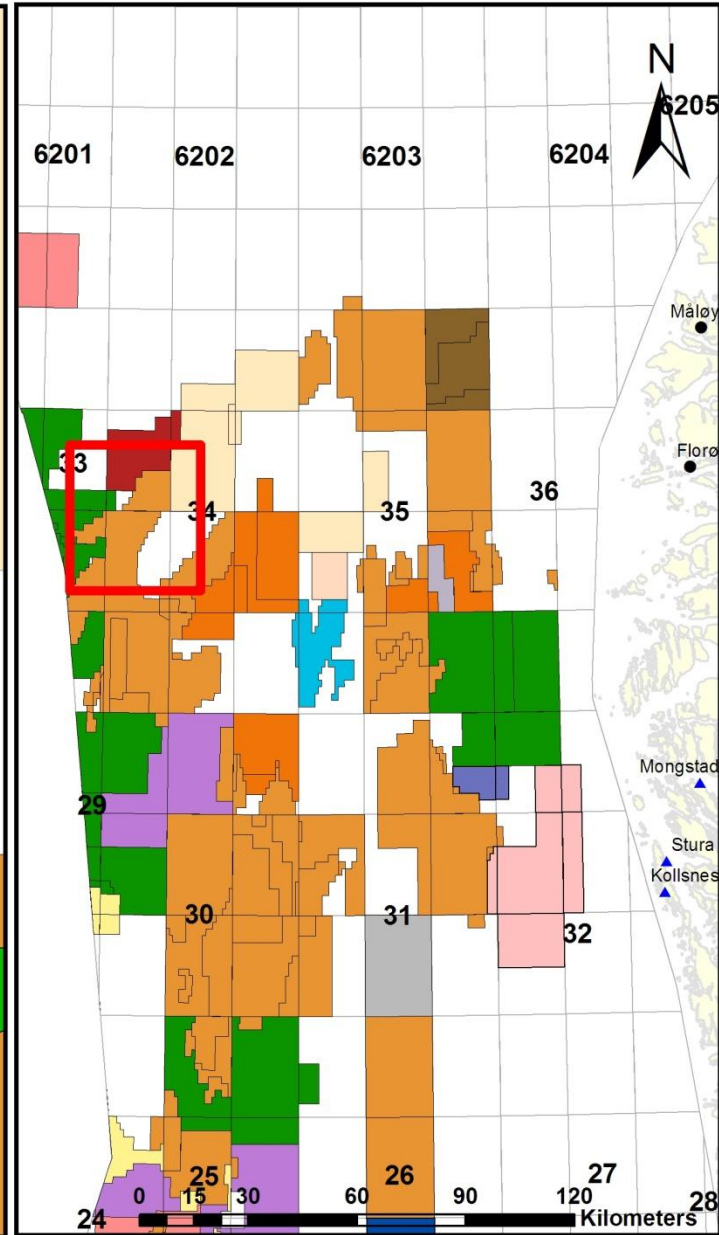 N
6205
6201 6202 6203 6204
Måløy
33 Florø
34 35 36
Mongstad
29
Stura
Kollsnes
30 31 32
25 26 27
0 15 30 60 90 120 28
24 Kilometers